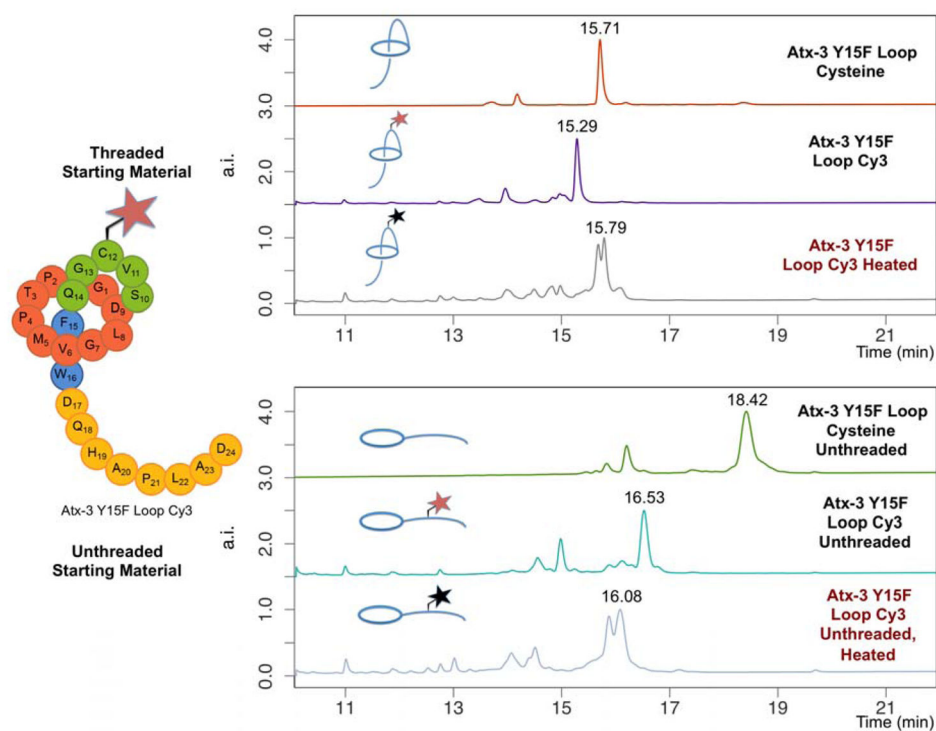 Threaded
Starting Material
C12
G13
V11
P2
Q14
G1
S10
T3
D9
P4
F15
L8
M5
V6
G7
W16
D17
Q18
H19
A20
P21
L22
A23
D24
Atx-3 Y15F Loop Cy3
Unthreaded
Starting Material
4.0
3.0
2.0
1.0
0.0
a.i.
15.71
Atx-3 Y15F Loop
Cysteine
15.29
Atx-3 Y15F
Loop Cy3
15.79
Atx-3 Y15F
Loop Cy3 Heated
11 13 15 17 19 21
Time (min)
4.0
3.0
2.0
1.0
0.0
a.i.
18.42
Atx-3 Y15F Loop
Cysteine
Unthreaded
16.53
Atx-3 Y15F
Loop Cy3
Unthreaded
16.08
Atx-3 Y15F
Loop Cy3
Unthreaded,
Heated
11 13 15 17 19 21
Time (min)